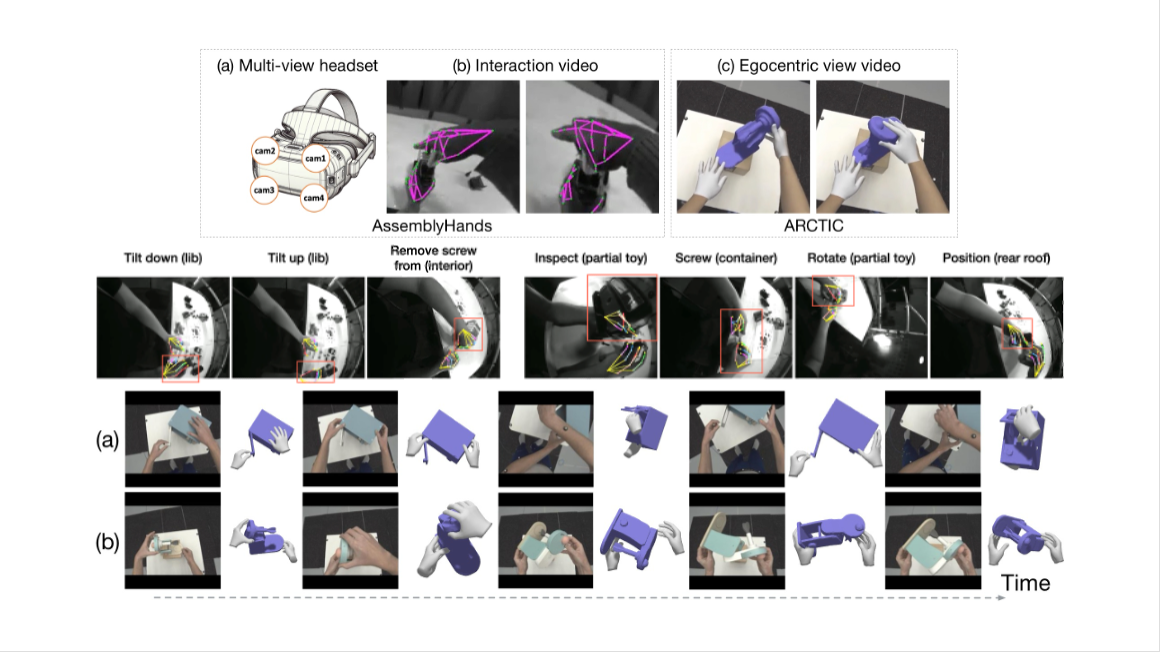 (a) Multi-view headset
(b) Interaction video
(c) Egocentric view video
cam2
cam1
cam3
cam4
AssemblyHands
ARCTIC
Tilt down (lib)
Tilt up (lib)
Remove screw
from (interior)
Inspect (partial toy)
Screw (container)
Rotate (partial toy)
Position (rear roof)
(a)
(b)
Time